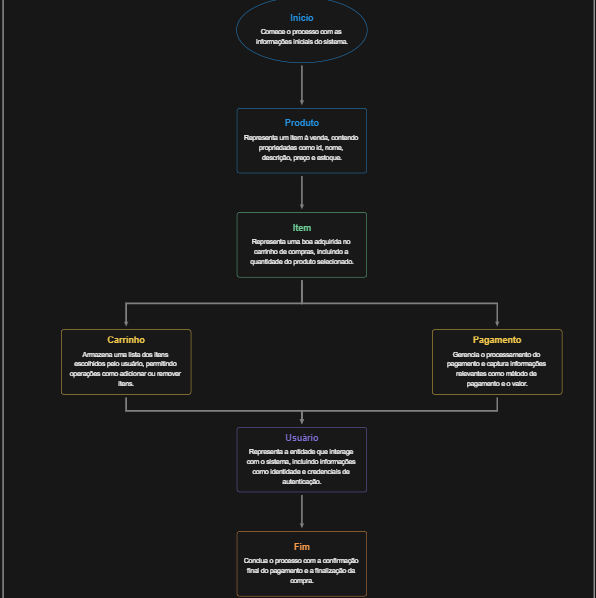 Início
Comece o processo com as
informações iniciais do sistema.
Produto
Representa um item à venda, contendo
propriedades como id, nome,
descrição, preço e estoque.
Item
Representa uma boa adquirida no
carrinho de compras, incluindo a
quantidade do produto selecionado.
Carrinho
Armazena uma lista dos itens
escolhidos pelo usuário, permitindo
operações como adicionar ou remover
itens.
Pagamento
Gerencia o processamento do
pagamento e captura informações
relevantes como método de
pagamento e o valor.
Usuário
Representa a entidade que interage
com o sistema, incluindo informações
como identidade e credenciais de
autenticação.
Fim
Conclua o processo com a confirmação
final do pagamento e a finalização da
compra.